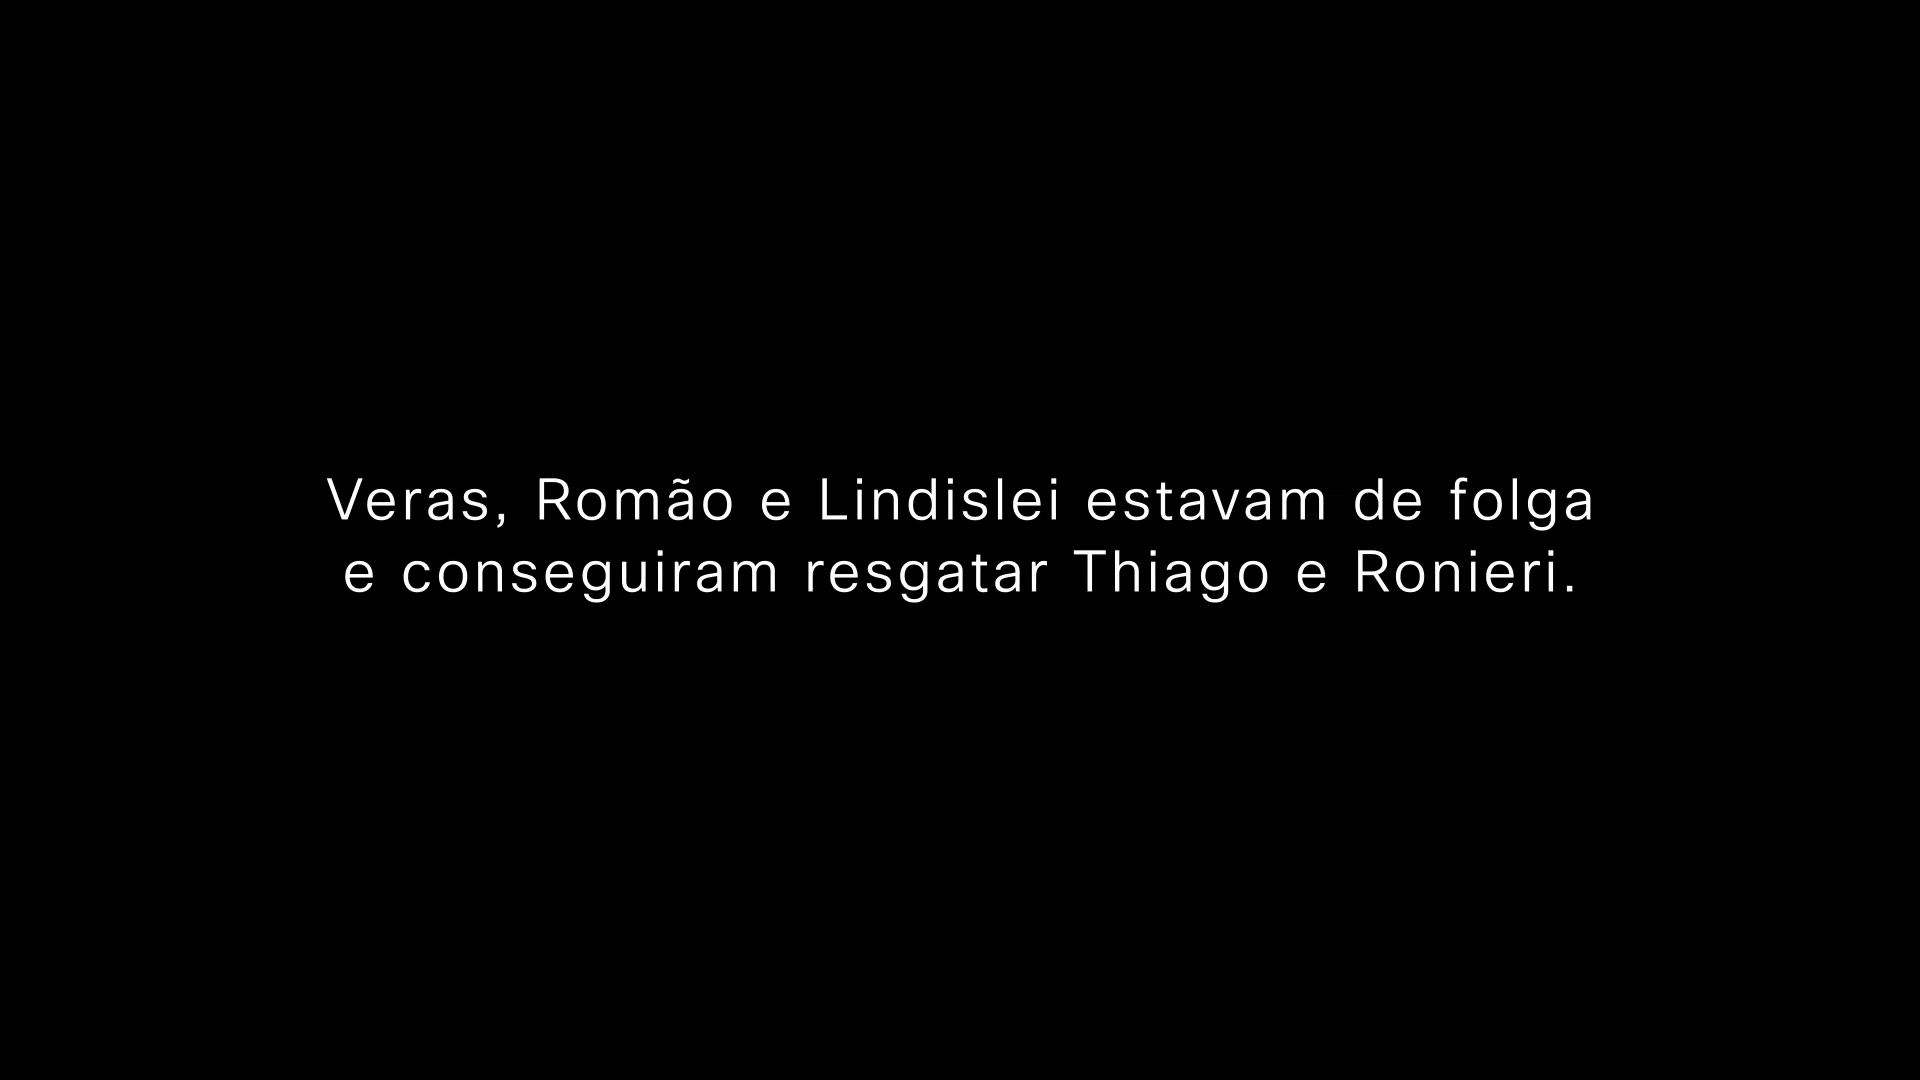 Veras, Romão e Lindislei estavam de folga
e conseguiram resgatar Thiago e Ronieri.